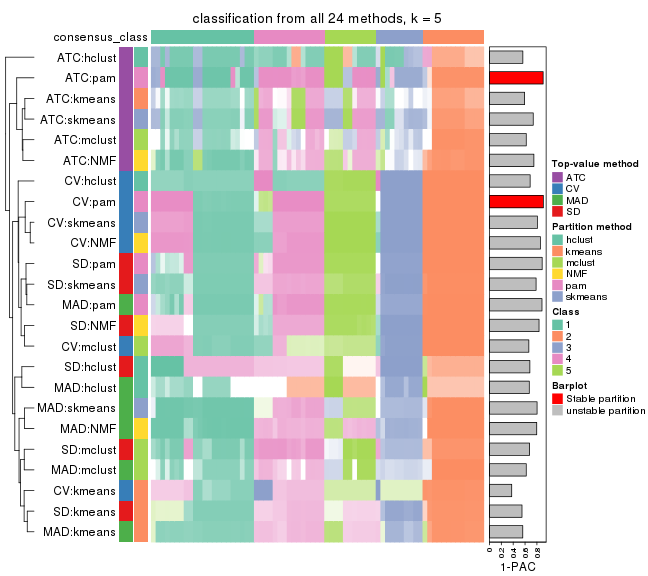 classification from all 24 methods, k = 5
consensus_class
ATC:hclust
ATC:pam
ATC:kmeans
ATC:skmeans
ATC:mclust
ATC:NMF
CV:hclust
CV:pam
CV:skmeans
CV:NMF
SD:pam
SD:skmeans
MAD:pam
SD:NMF
CV:mclust
SD:hclust
MAD:hclust
MAD:skmeans
MAD:NMF
SD:mclust
MAD:mclust
CV:kmeans
SD:kmeans
MAD:kmeans
0 0.2 0.4 0.6 0.8
1-PAC
Top-value method
ATC
CV
MAD
SD
Partition method
hclust
kmeans
mclust
NMF
pam
skmeans
Class
1
2
3
4
5
Barplot
Stable partition
unstable partition